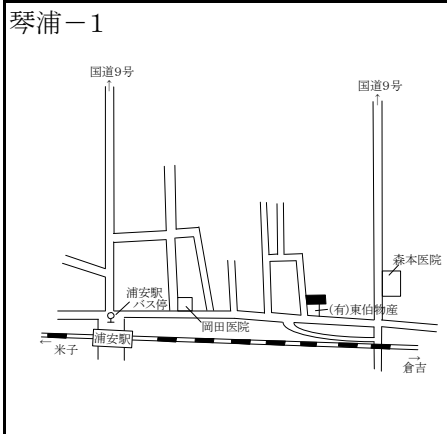 琴浦－1
国道9号
国道9号
森本医院
浦安駅
バス停
(有)東伯物産
岡田医院
浦安駅
米子
倉吉